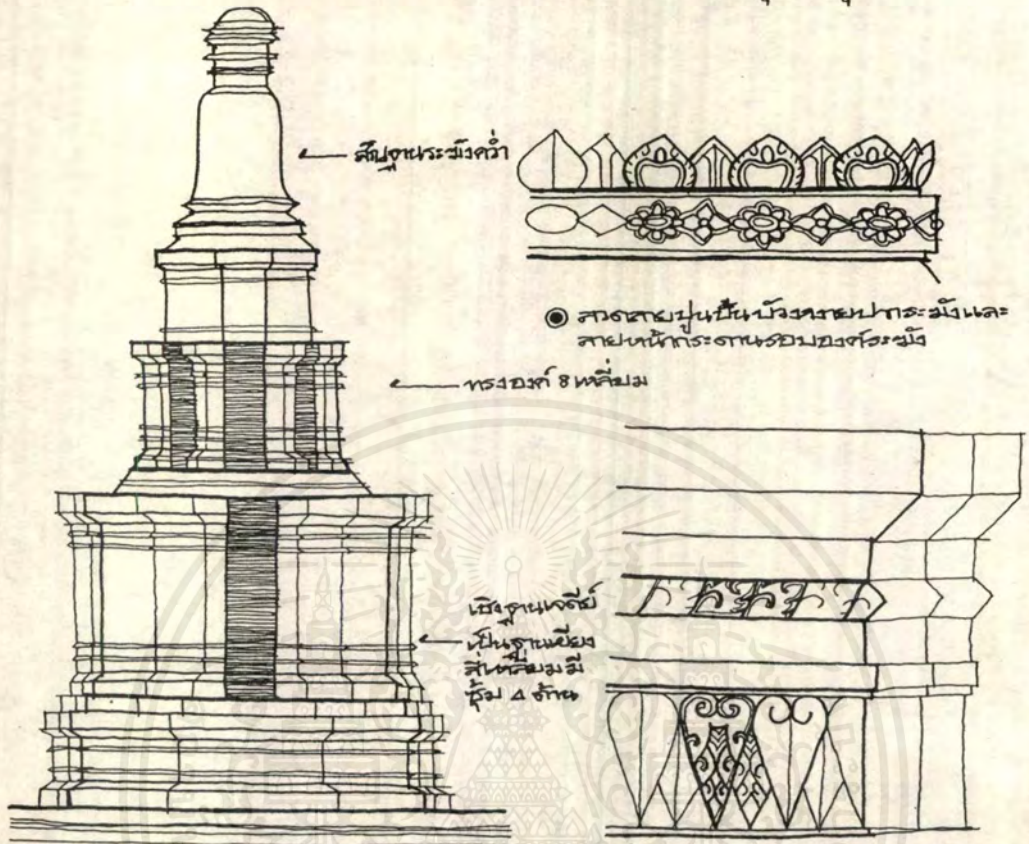 สัณฐานระฆังคว่ำ
ลวดลายปูนปั้นบัวหงายปากระฆังและ
ลายหน้ากระดานรอบองค์ระฆัง
ทรงองค์ 8 เหลี่ยม
เชิงฐานเจดีย์
เป็นฐานเขียง
สี่เหลี่ยมมี
ซุ้ม 4 ด้าน